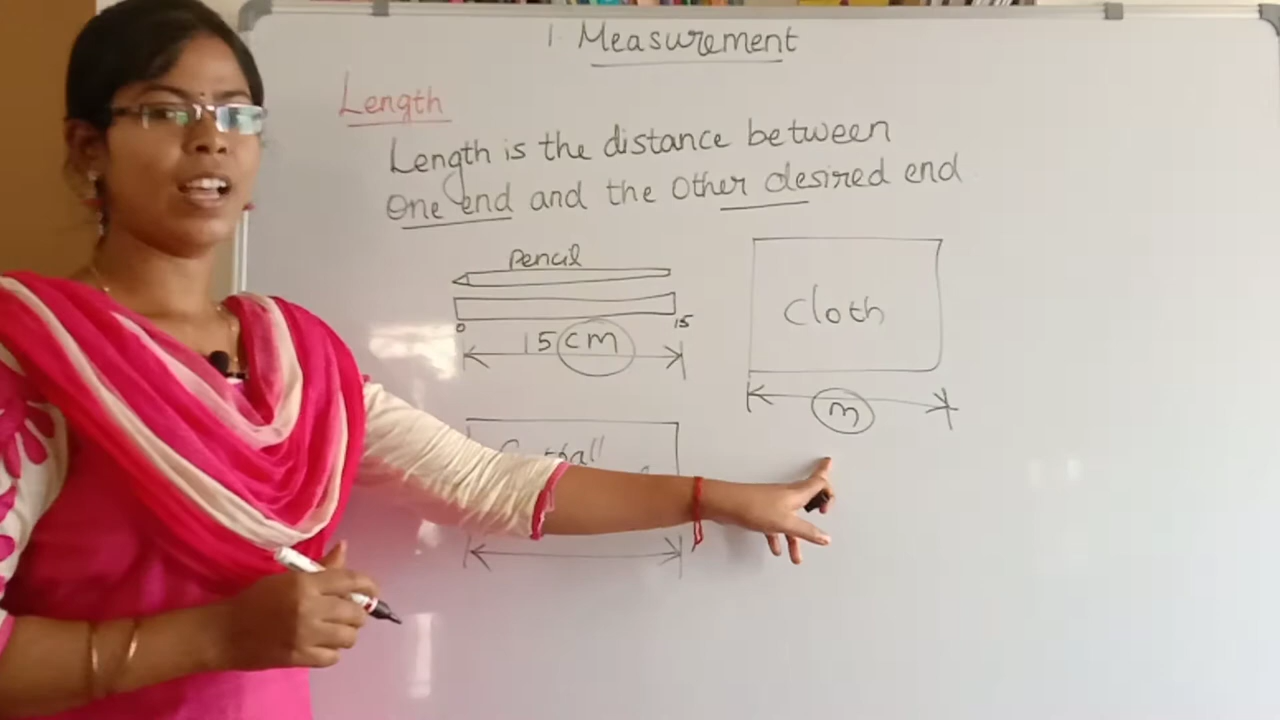 1. Measurement
Length
Length is the distance between
One end and the Other desired end
Pencil
0 15
15 cm
Cloth
m